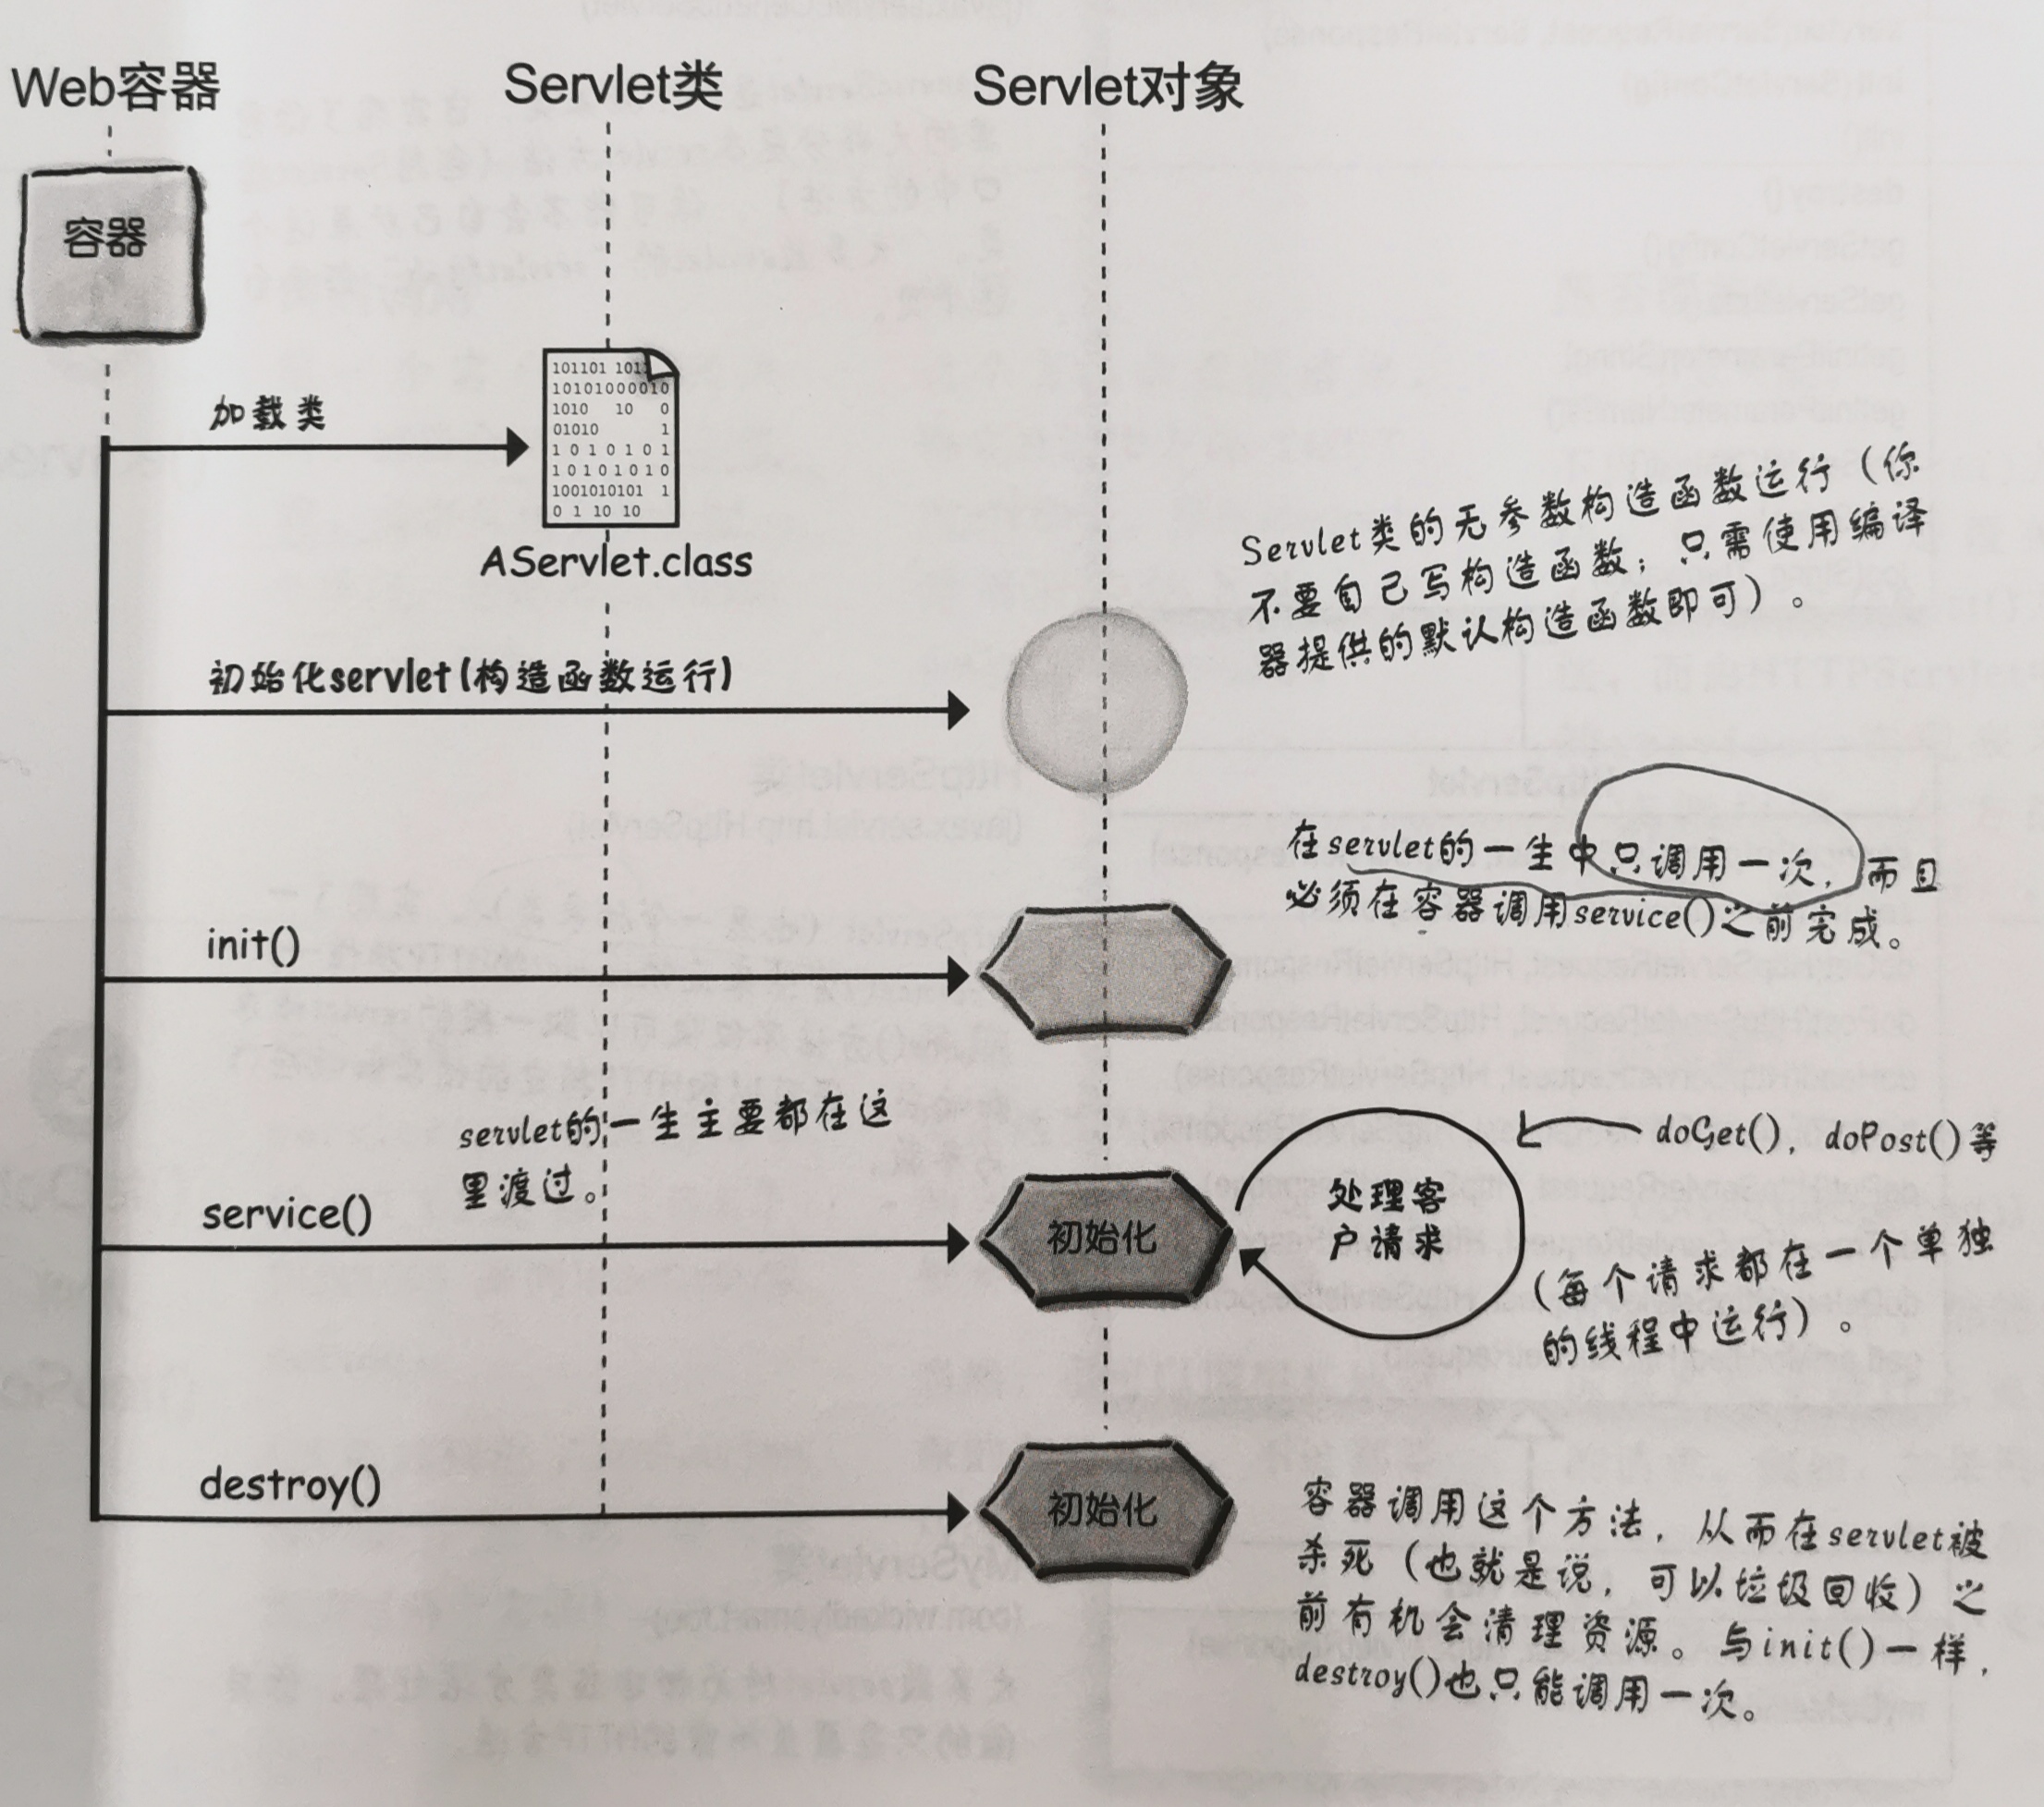 Web容器
Servlet类
Servlet对象
容器
加载类
101101 101
101010000010
1010 10 0
01010 1
1 0 1 0 1 0 1
1 0 1 0 1 0 1 0
1001010101 1
0 1 10 10
AServlet.class
Servlet类的无参数构造函数运行（你
不要自己写构造函数；只需使用编译
器提供的默认构造函数即可）。
初始化servlet(构造函数运行)
在servlet的一生中只调用一次，而且
必须在容器调用service()之前完成。
init()
servlet的一生主要都在这
里渡过。
service()
初始化
处理客
户请求
doGet()，doPost()等
（每个请求都在一个单独
的线程中运行）。
destroy()
初始化
容器调用这个方法，从而在servlet被
杀死（也就是说，可以垃圾回收）之
前有机会清理资源。与init()一样，
destroy()也只能调用一次。